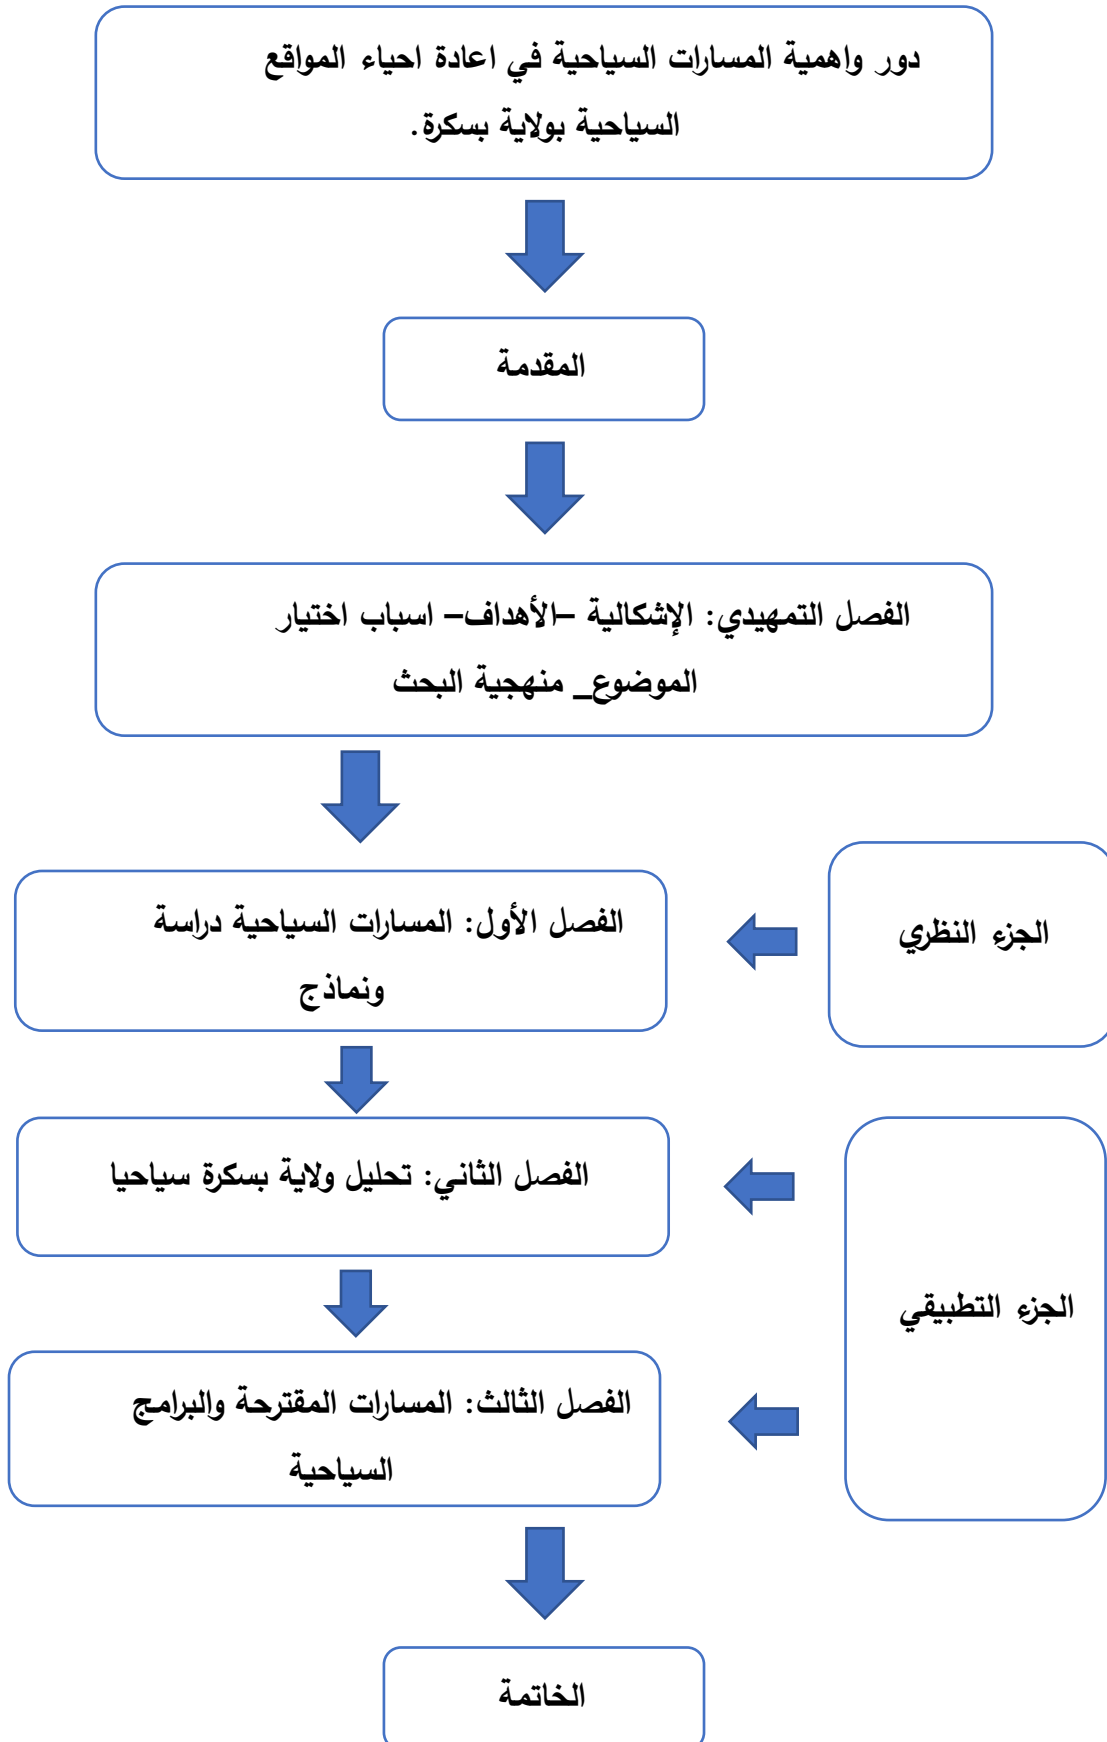 دور واهمية المسارات السياحية في اعادة احياء المواقع
السياحية بولاية بسكرة.
المقدمة
الفصل التمهيدي: الإشكالية –الأهداف– اسباب اختيار
الموضوع_ منهجية البحث
الجزء النظري
الفصل الأول: المسارات السياحية دراسة
ونماذج
الجزء التطبيقي
الفصل الثاني: تحليل ولاية بسكرة سياحيا
الفصل الثالث: المسارات المقترحة والبرامج
السياحية
الخاتمة